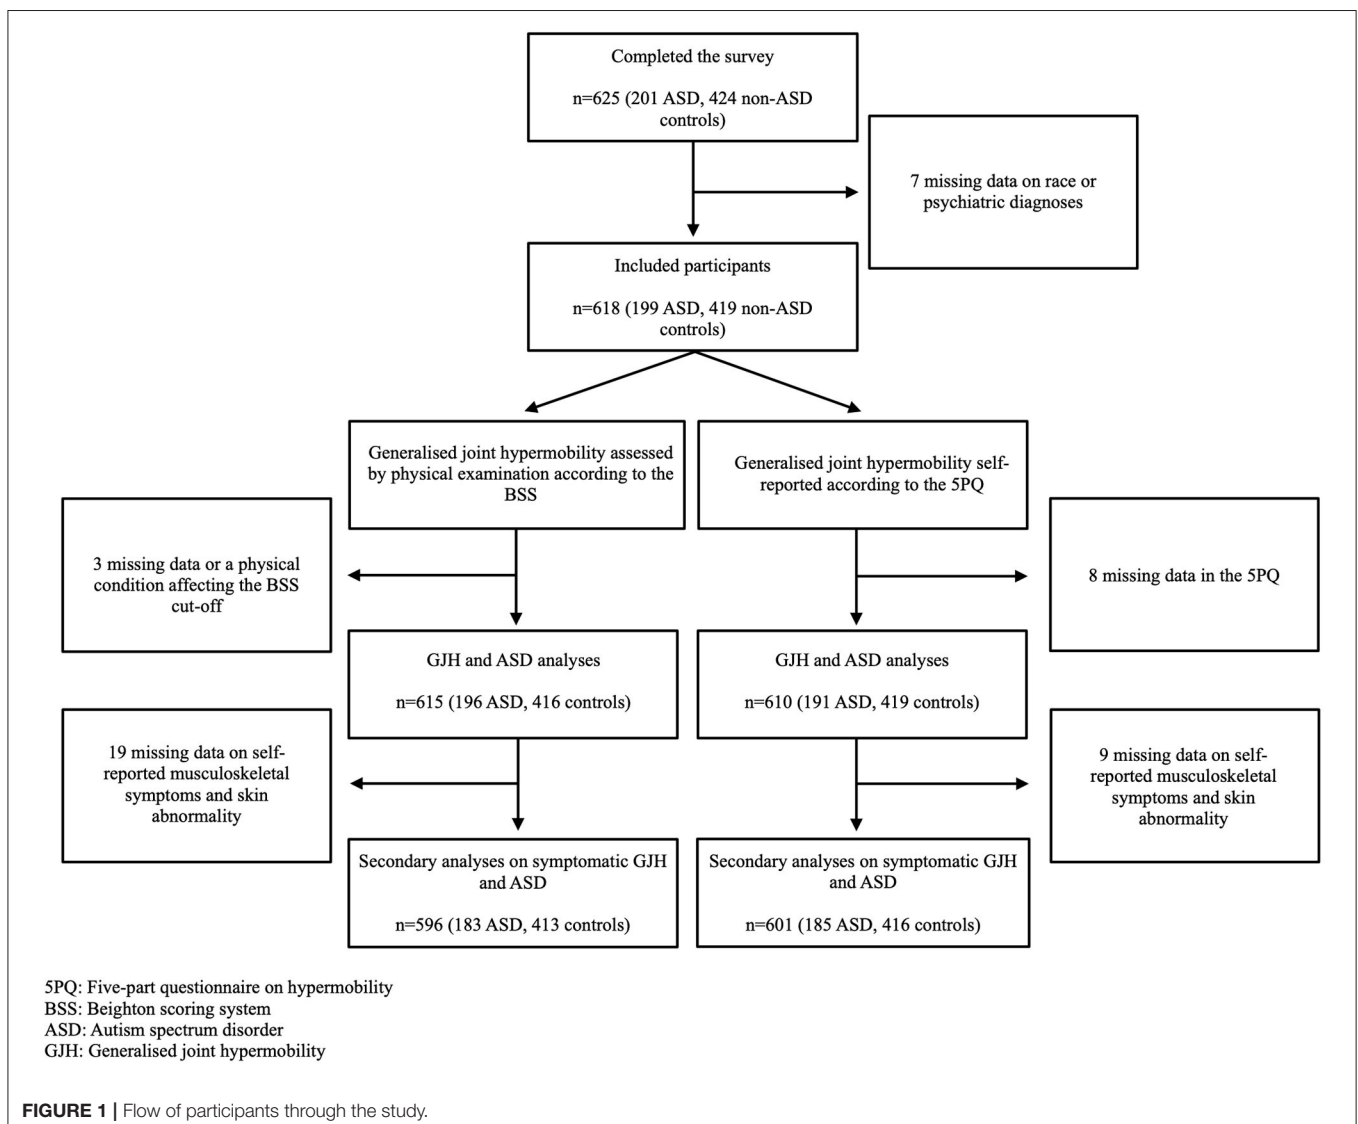 Completed the survey
n=625 (201 ASD, 424 non-ASD
controls)
7 missing data on race or
psychiatric diagnoses
Included participants
n=618 (199 ASD, 419 non-ASD
controls)
Generalised joint hypermobility assessed
by physical examination according to the
BSS
Generalised joint hypermobility self-
reported according to the 5PQ
3 missing data or a physical
condition affecting the BSS
cut-off
8 missing data in the 5PQ
GJH and ASD analyses
n=615 (196 ASD, 416 controls)
GJH and ASD analyses
n=610 (191 ASD, 419 controls)
19 missing data on self-
reported musculoskeletal
symptoms and skin
abnormality
9 missing data on self-
reported musculoskeletal
symptoms and skin
abnormality
Secondary analyses on symptomatic GJH
and ASD
n=596 (183 ASD, 413 controls)
Secondary analyses on symptomatic GJH
and ASD
n=601 (185 ASD, 416 controls)
5PQ: Five-part questionnaire on hypermobility
BSS: Beighton scoring system
ASD: Autism spectrum disorder
GJH: Generalised joint hypermobility
FIGURE 1 | Flow of participants through the study.